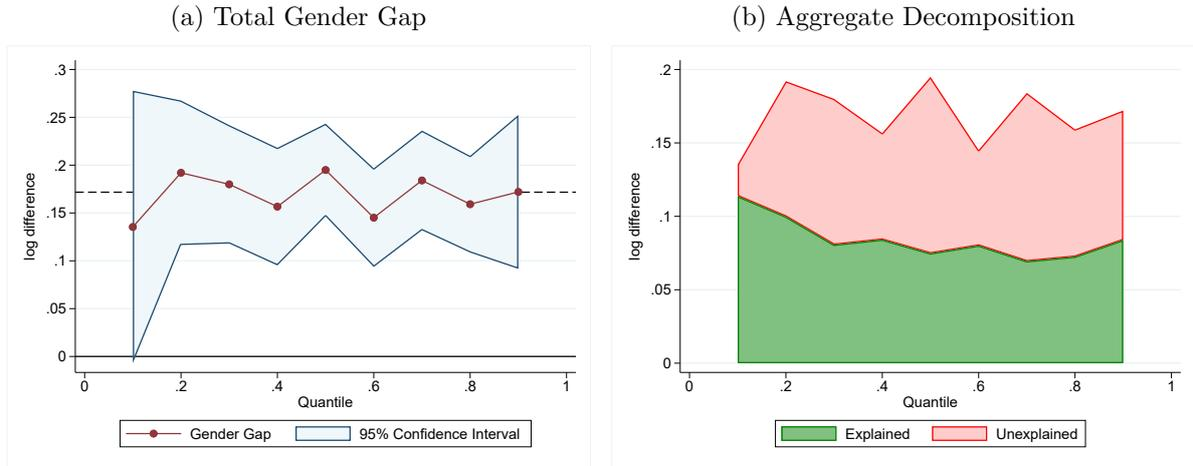 (a) Total Gender Gap
.3
.25
.2
.15
.1
.05
0
log difference
0 .2 .4 .6 .8 1
Quantile
Gender Gap 95% Confidence Interval
(b) Aggregate Decomposition
.2
.15
.1
.05
0
log difference
0 .2 .4 .6 .8 1
Quantile
Explained Unexplained